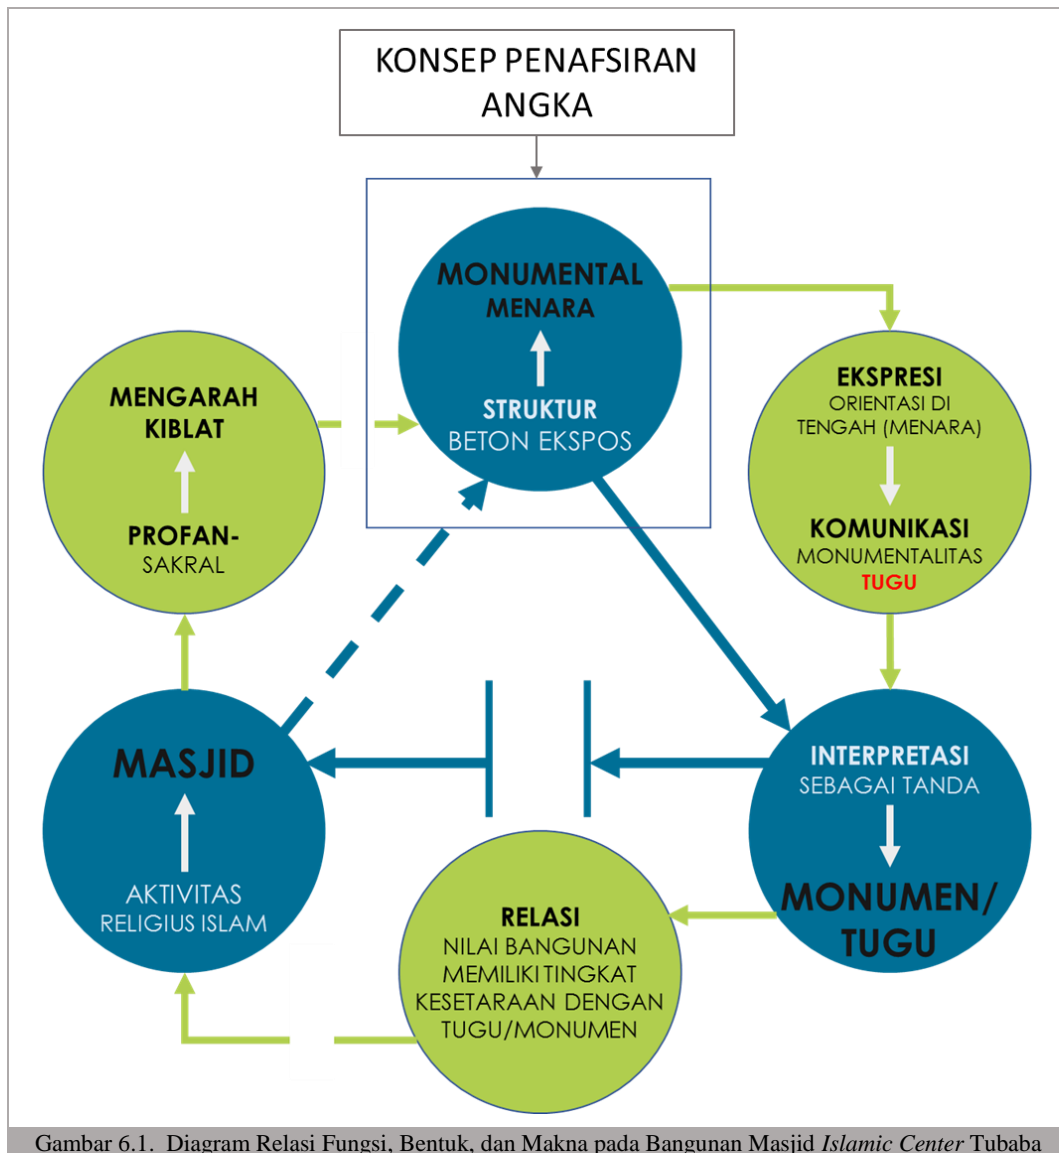 KONSEP PENAFSIRAN
ANGKA
MONUMENTAL
MENARA
STRUKTUR
BETON EKSPOS
EKSPRESI
ORIENTASI DI
TENGAH (MENARA)
KOMUNIKASI
MONUMENTALITAS
TUGU
INTERPRETASI
SEBAGAI TANDA
MONUMEN/
TUGU
RELASI
NILAI BANGUNAN
MEMILIKI TINGKAT
KESETARAAN DENGAN
TUGU/MONUMEN
MASJID
AKTIVITAS
RELIGIUS ISLAM
MENGARAH
KIBLAT
PROFAN-
SAKRAL
Gambar 6.1. Diagram Relasi Fungsi, Bentuk, dan Makna pada Bangunan Masjid Islamic Center Tubaba